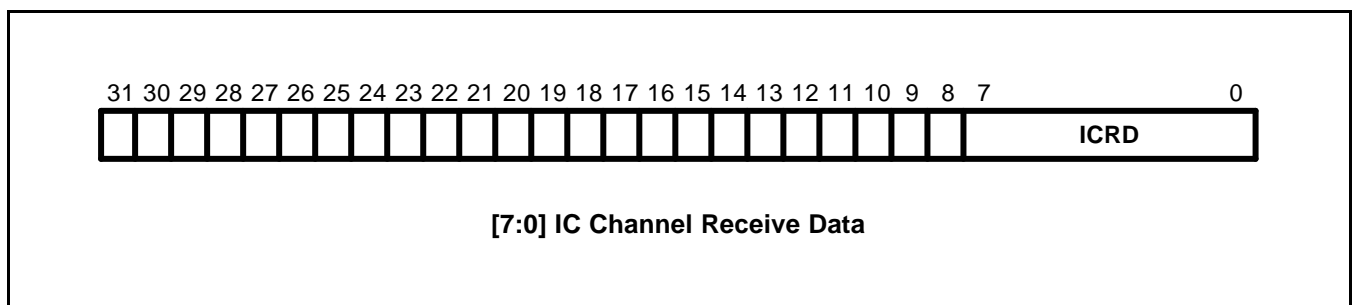 31 30 29 28 27 26 25 24 23 22 21 20 19 18 17 16 15 14 13 12 11 10 9 8 7 0
ICRD
[7:0] IC Channel Receive Data